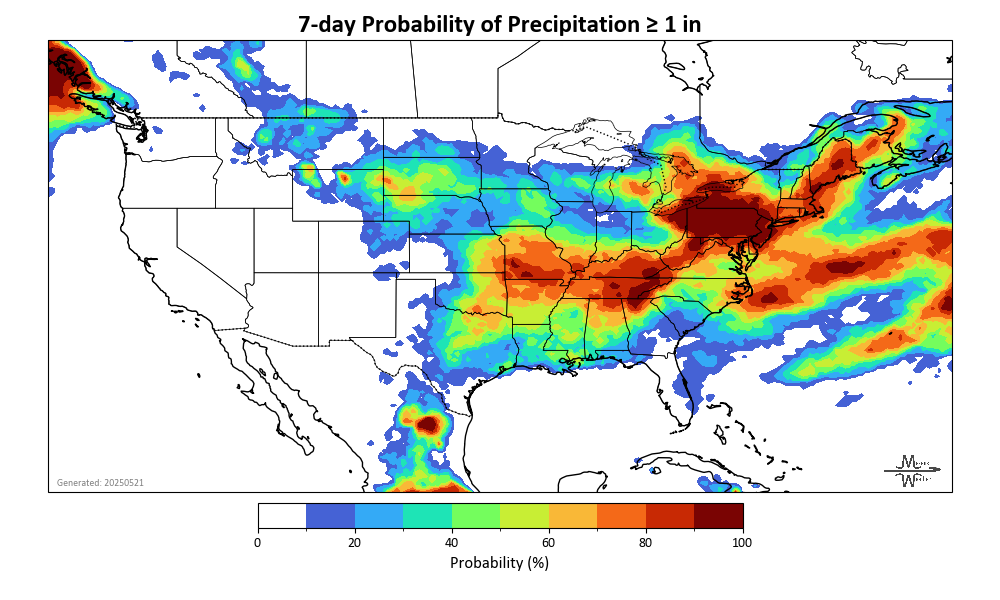 7-day Probability of Precipitation ≥ 1 in
Generated: 20250521
0 20 40 60 80 100
Probability (%)